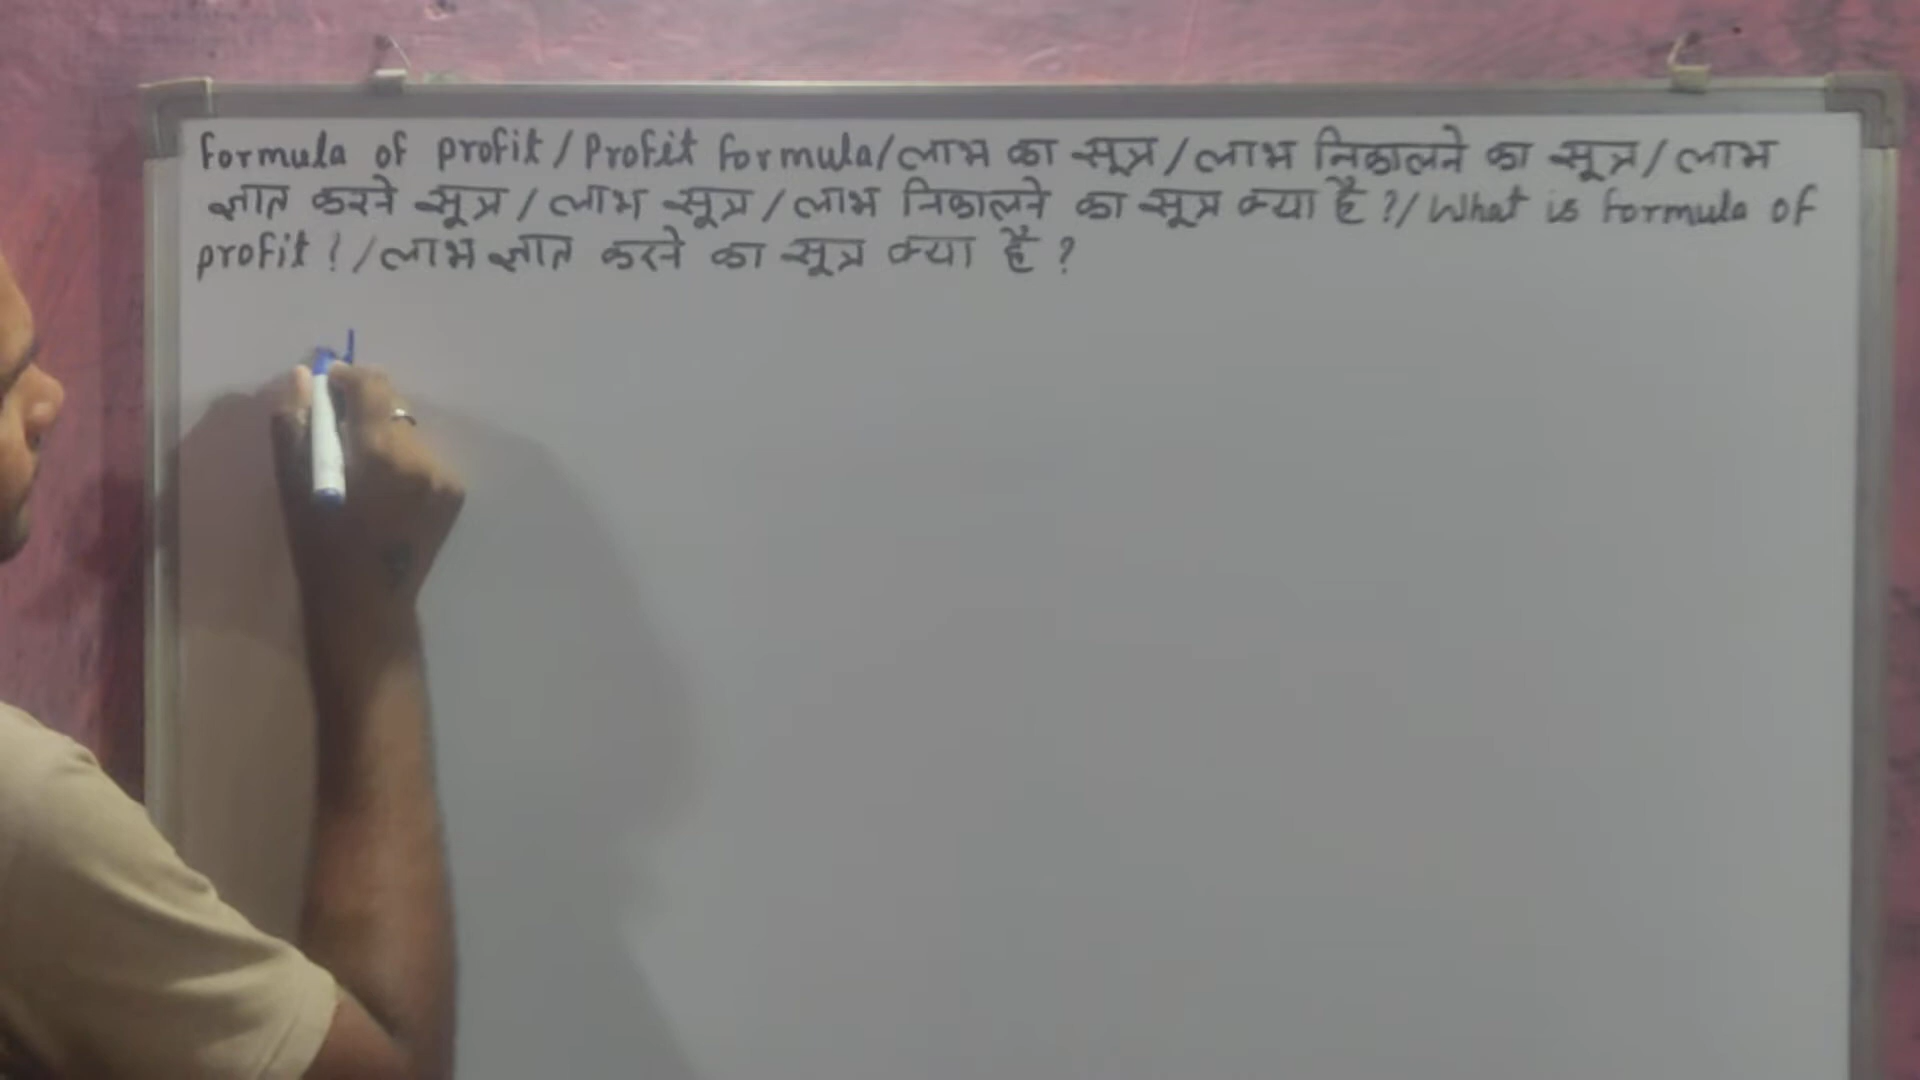 Formula of profit/Profit formula/लाभ का सूत्र/लाभ निकालने का सूत्र/लाभ
ज्ञात करने सूत्र/लाभ सूत्र/लाभ निकालने का सूत्र क्या है?/What is formula of
profit?/लाभ ज्ञात करने का सूत्र क्या है?